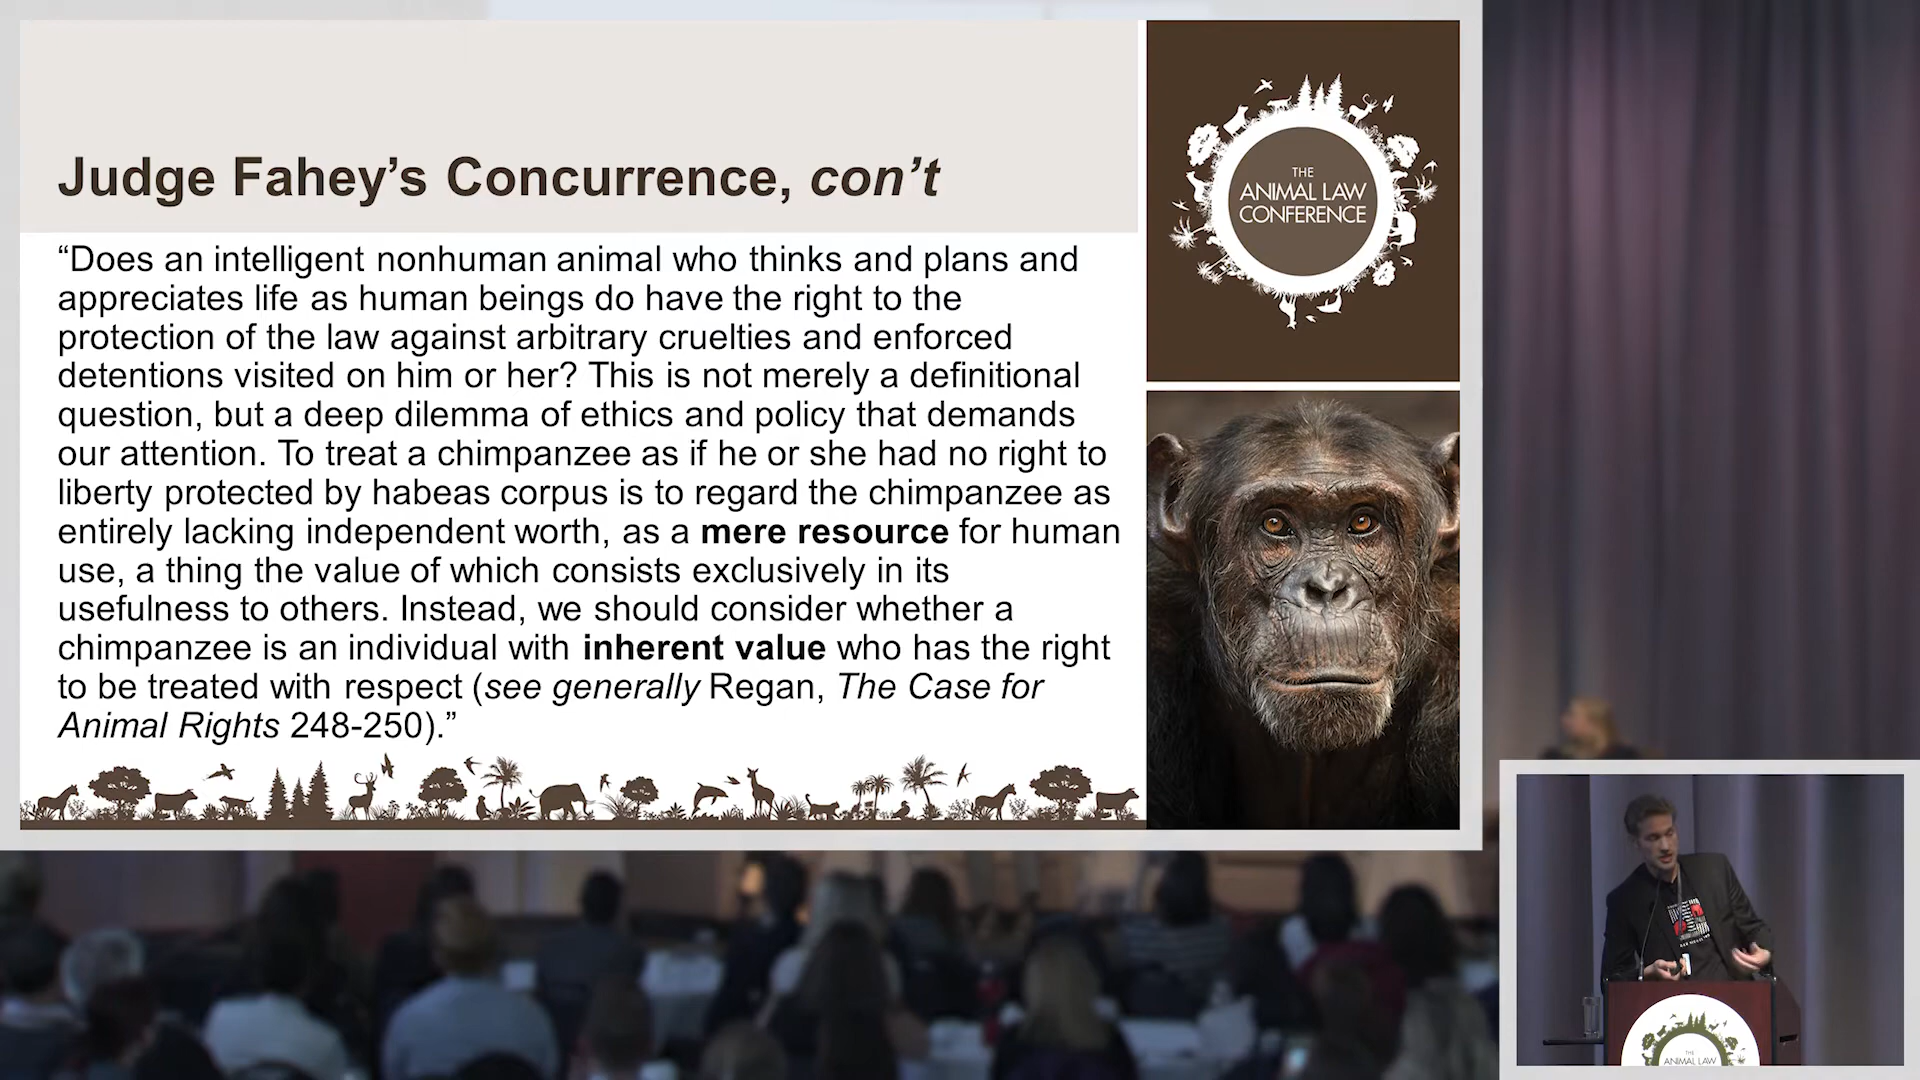 Judge Fahey’s Concurrence, con’t
“Does an intelligent nonhuman animal who thinks and plans and
appreciates life as human beings do have the right to the
protection of the law against arbitrary cruelties and enforced
detentions visited on him or her? This is not merely a definitional
question, but a deep dilemma of ethics and policy that demands
our attention. To treat a chimpanzee as if he or she had no right to
liberty protected by habeas corpus is to regard the chimpanzee as
entirely lacking independent worth, as a mere resource for human
use, a thing the value of which consists exclusively in its
usefulness to others. Instead, we should consider whether a
chimpanzee is an individual with inherent value who has the right
to be treated with respect (see generally Regan, The Case for
Animal Rights 248-250).”
THE
ANIMAL LAW
CONFERENCE
THE
ANIMAL LAW